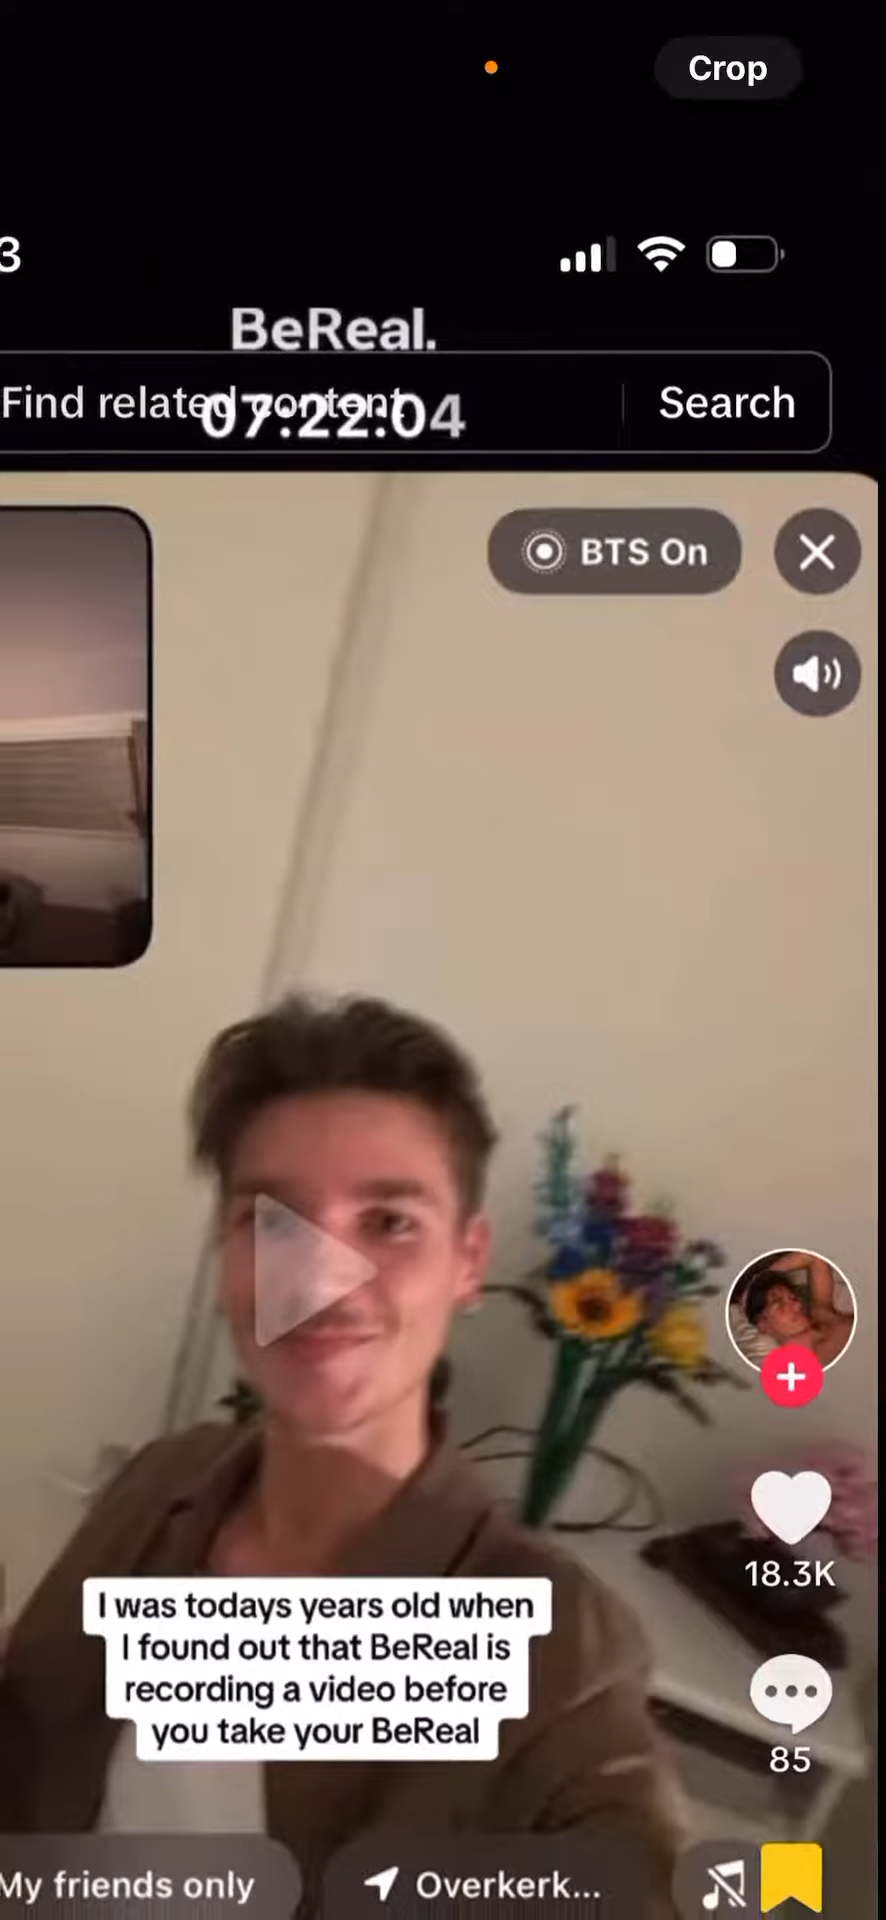 Crop
3
BeReal.
Find related content
Search
07:22:04
BTS On
18.3K
I was todays years old when
I found out that BeReal is
recording a video before
you take your BeReal
85
My friends only
Overkerk...